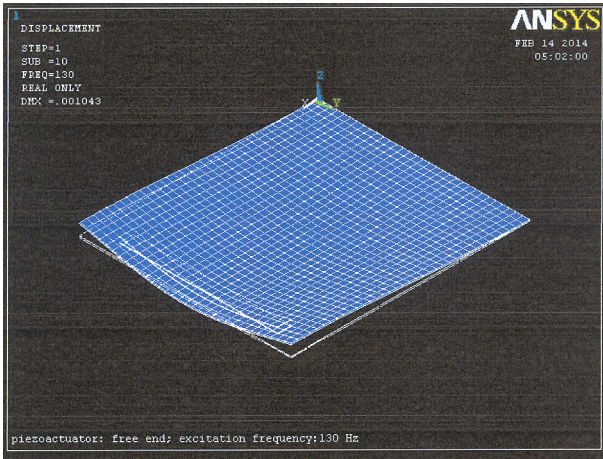 1
DISPLACEMENT
STEP=1
SUB =10
FREQ=130
REAL ONLY
DMX =.001043
ANSYS
FEB 14 2014
05:02:00
Z
X Y
piezoactuator: free end; excitation frequency:130 Hz